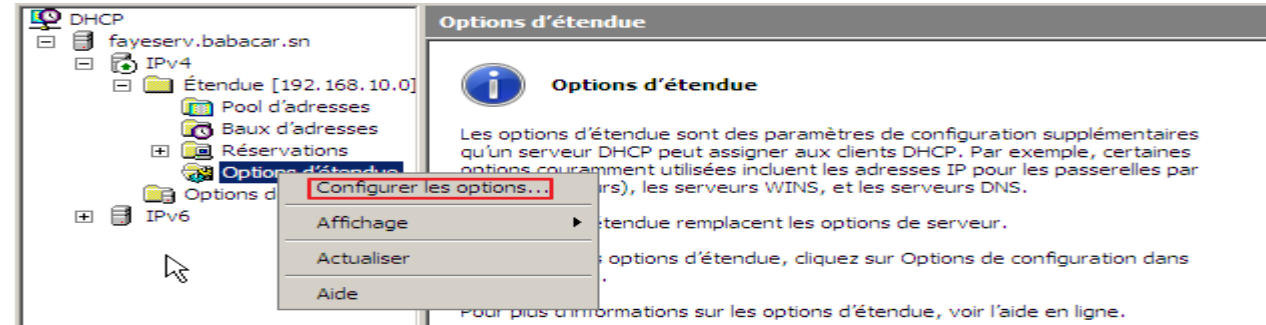 DHCP
fayeserv.babacar.sn
IPv4
Étendue [192.168.10.0]
Pool d'adresses
Baux d'adresses
Réservations
Options d'étendue
Options d
IPv6
Configurer les options...
Affichage
Actualiser
Aide
Options d'étendue
Options d'étendue
Les options d'étendue sont des paramètres de configuration supplémentaires
qu'un serveur DHCP peut assigner aux clients DHCP. Par exemple, certaines
options couramment utilisées incluent les adresses IP pour les passerelles par
rs), les serveurs WINS, et les serveurs DNS.
étendue remplacent les options de serveur.
options d'étendue, cliquez sur Options de configuration dans
.
Pour plus d'informations sur les options d'étendue, voir l'aide en ligne.